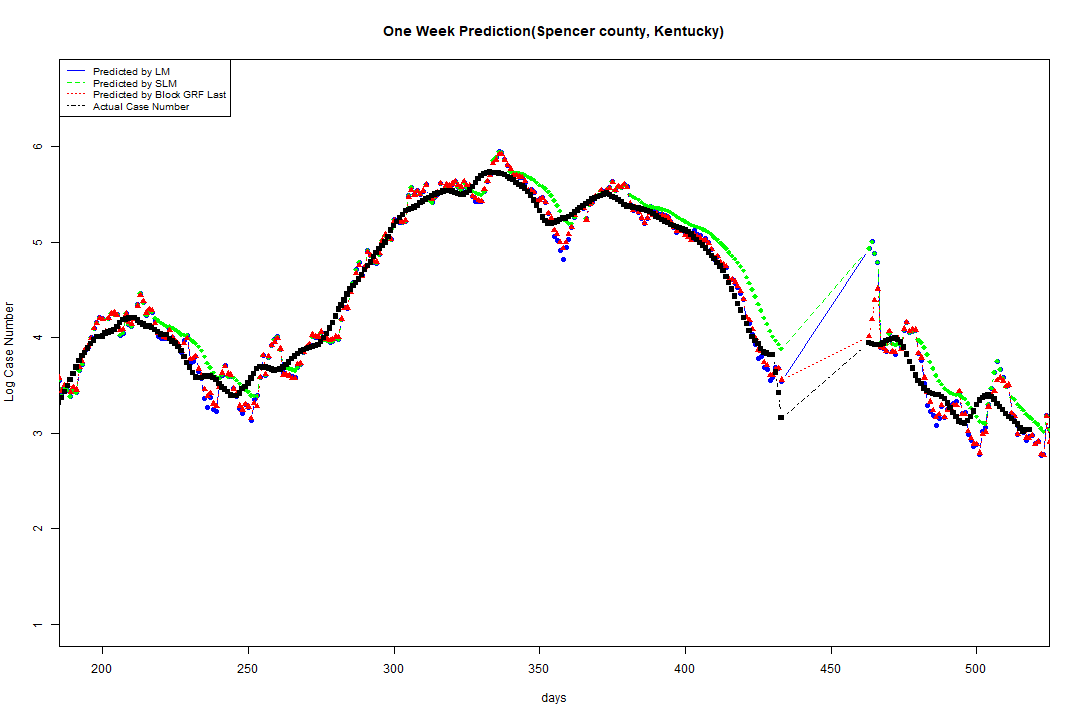 One Week Prediction(Spencer county, Kentucky)
Predicted by LM
Predicted by SLM
Predicted by Block GRF Last
Actual Case Number
6
5
4
3
2
1
Log Case Number
200 250 300 350 400 450 500
days